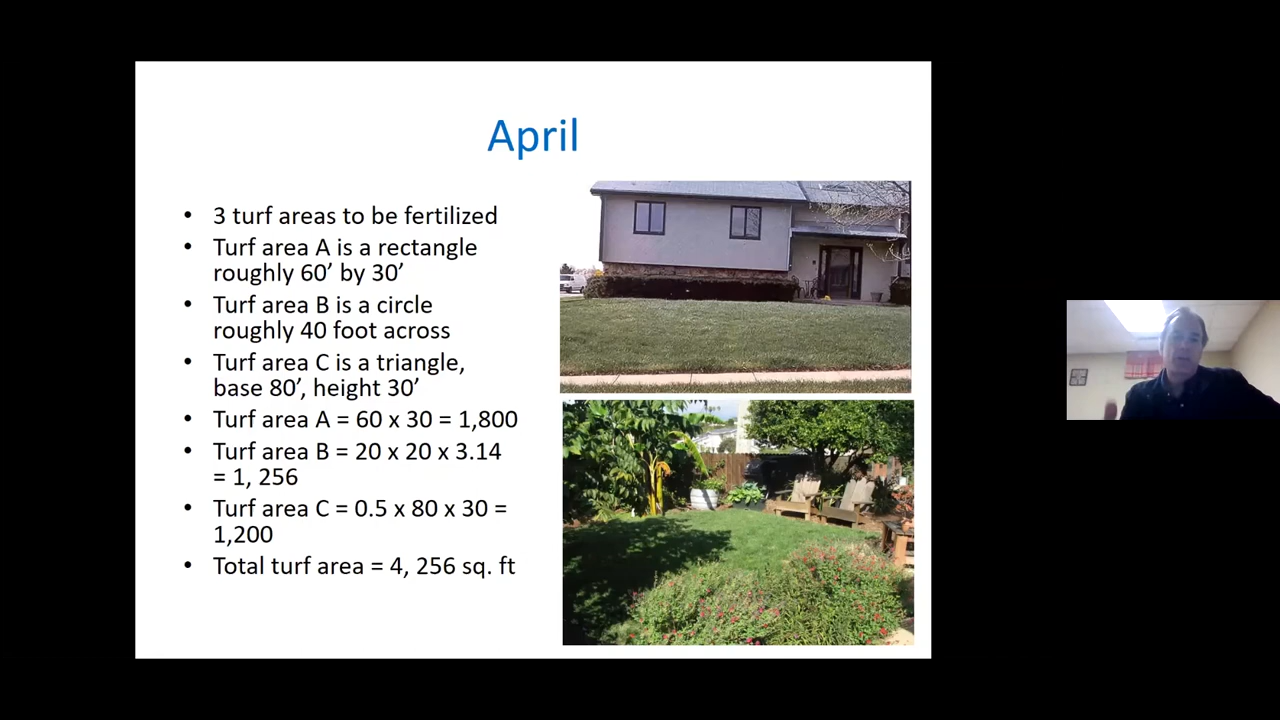 April
• 3 turf areas to be fertilized
• Turf area A is a rectangle
roughly 60’ by 30’
• Turf area B is a circle
roughly 40 foot across
• Turf area C is a triangle,
base 80’, height 30’
• Turf area A = 60 x 30 = 1,800
• Turf area B = 20 x 20 x 3.14
= 1, 256
• Turf area C = 0.5 x 80 x 30 =
1,200
• Total turf area = 4, 256 sq. ft